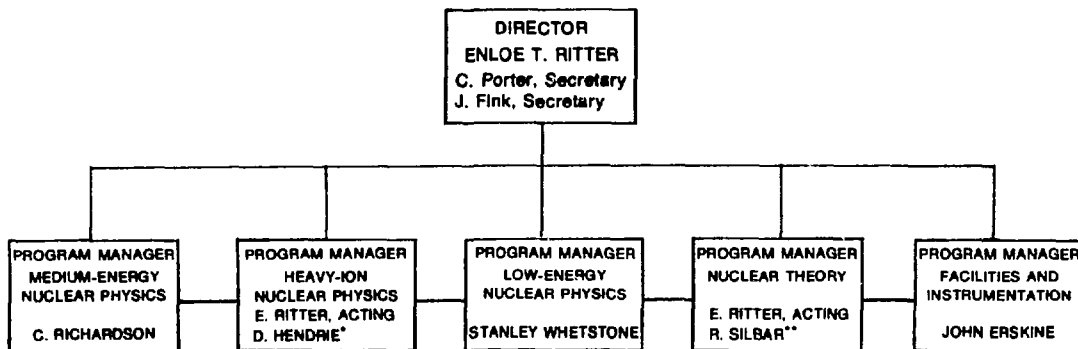 DIRECTOR
ENLOE T. RITTER
C. Porter, Secretary
J. Fink, Secretary
PROGRAM MANAGER
MEDIUM-ENERGY
NUCLEAR PHYSICS
C. RICHARDSON
PROGRAM MANAGER
HEAVY-ION
NUCLEAR PHYSICS
E. RITTER, ACTING
D. HENDRIE*
PROGRAM MANAGER
LOW-ENERGY
NUCLEAR PHYSICS
STANLEY WHETSTONE
PROGRAM MANAGER
NUCLEAR THEORY
E. RITTER, ACTING
R. SILBAR**
PROGRAM MANAGER
FACILITIES AND
INSTRUMENTATION
JOHN ERSKINE